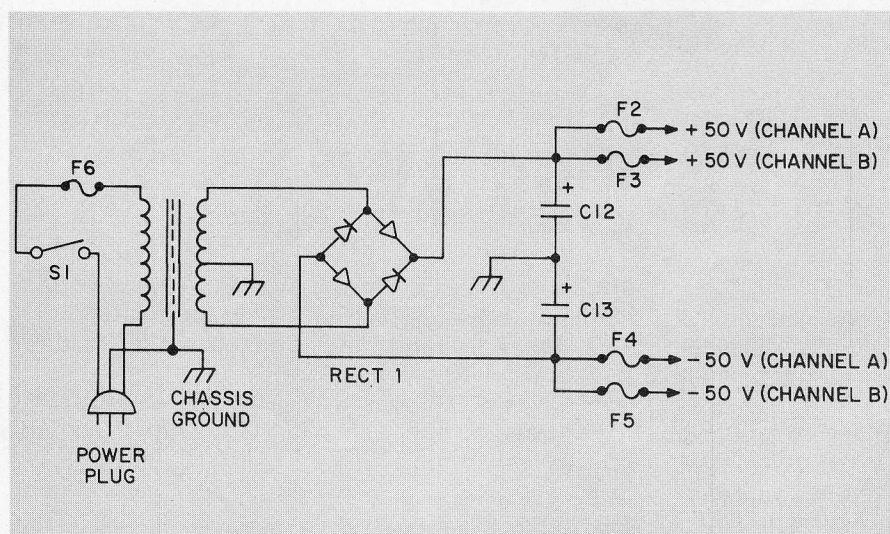 F2
+ 50 V (CHANNEL A)
+ 50 V (CHANNEL B)
F3
F6
+
C12
S1
+
C13
F4
RECT 1
- 50 V (CHANNEL A)
- 50 V (CHANNEL B)
F5
CHASSIS
GROUND
POWER
PLUG